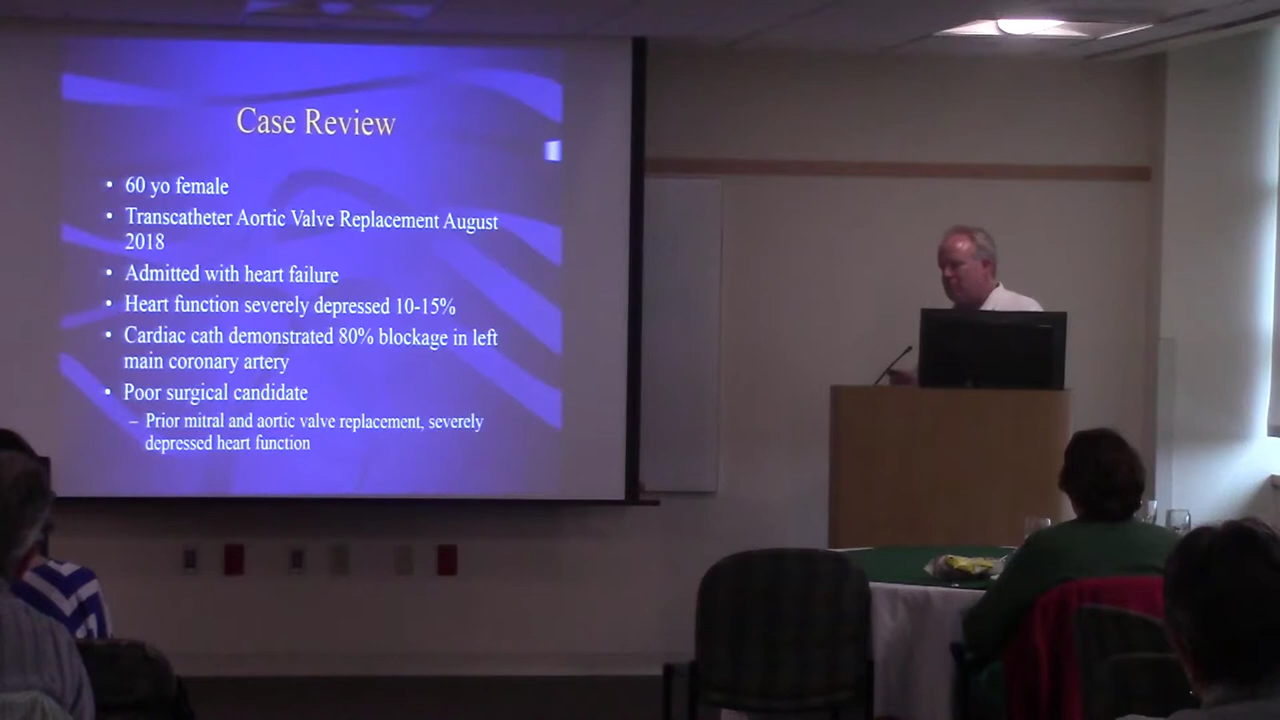 Case Review
• 60 yo female
• Transcatheter Aortic Valve Replacement August
2018
• Admitted with heart failure
• Heart function severely depressed 10-15%
• Cardiac cath demonstrated 80% blockage in left
main coronary artery
• Poor surgical candidate
– Prior mitral and aortic valve replacement, severely
depressed heart function